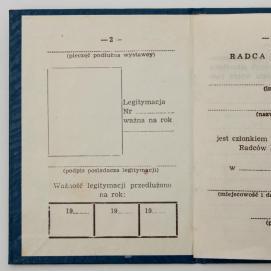 — 2 —
(pieczęć podłużna wystawcy)
Legitymacja
Nr
ważna na rok
(podpis posiadacza legitymacji)
Ważność legitymacji przedłużono
na rok:
19 19 19
RADCA
jest członkiem
Radców
w
(miejscowość i d